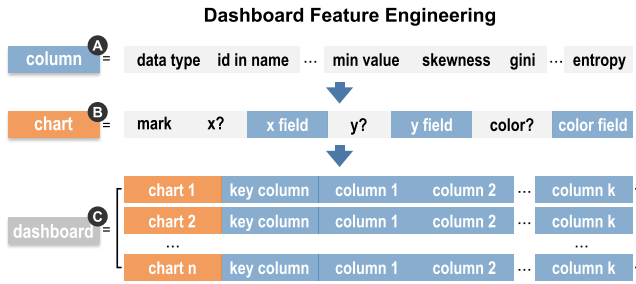 Dashboard Feature Engineering
A
column = data type id in name ... min value skewness gini ... entropy
B
chart = mark x? x field y? y field color? color field
chart 1 key column column 1 column 2 ... column k
C
dashboard = chart 2 key column column 1 column 2 ... column k
... ...
chart n key column column 1 column 2 ... column k